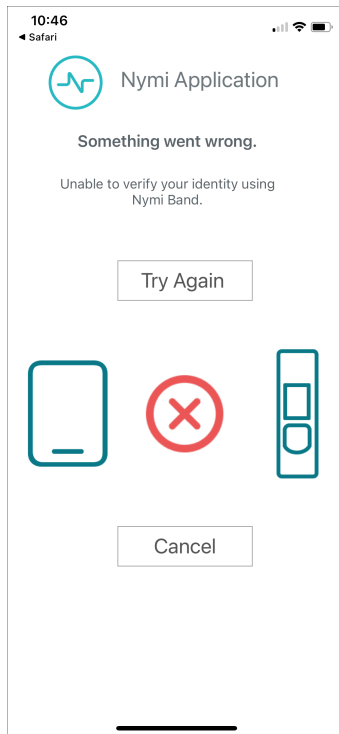 10:46
Safari
Nymi Application
Something went wrong.
Unable to verify your identity using
Nymi Band.
Try Again
Cancel